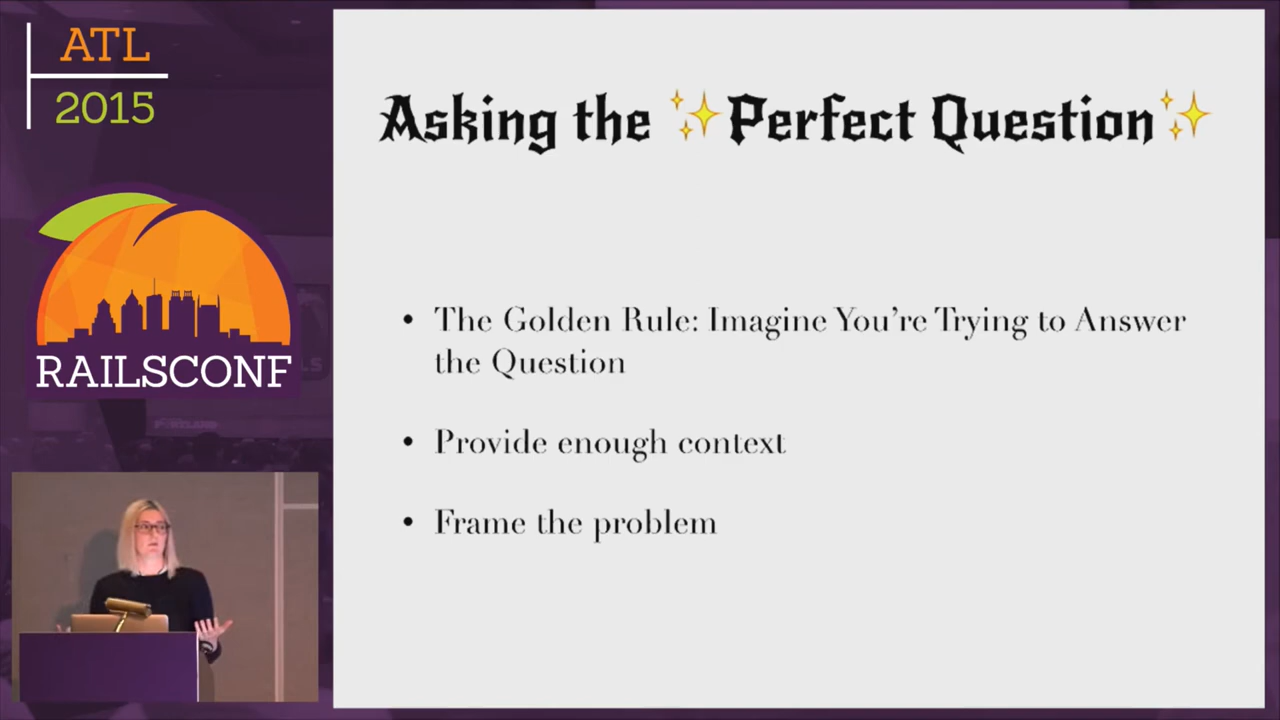 ATL
2015
RAILSCONF
Asking the ✨Perfect Question✨
• The Golden Rule: Imagine You’re Trying to Answer
the Question
• Provide enough context
• Frame the problem